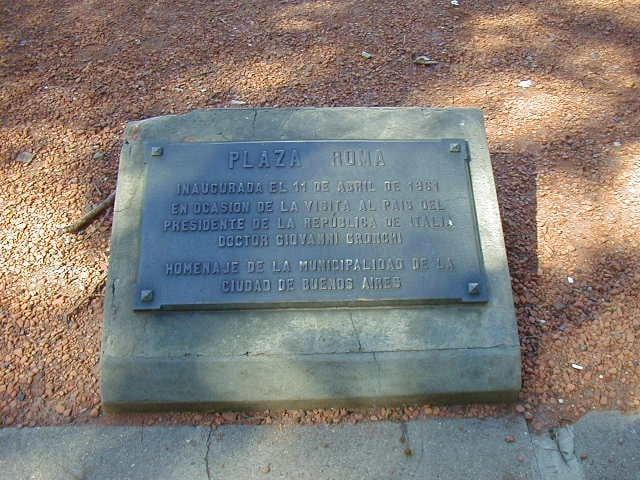 PLAZA ROMA
INAUGURADA EL 11 DE ABRIL DE 1961
EN OCASION DE LA VISITA AL PAIS DEL
PRESIDENTE DE LA REPÚBLICA DE ITALIA
DOCTOR GIOVANNI GRONCHI
HOMENAJE DE LA MUNICIPALIDAD DE LA
CIUDAD DE BUENOS AIRES